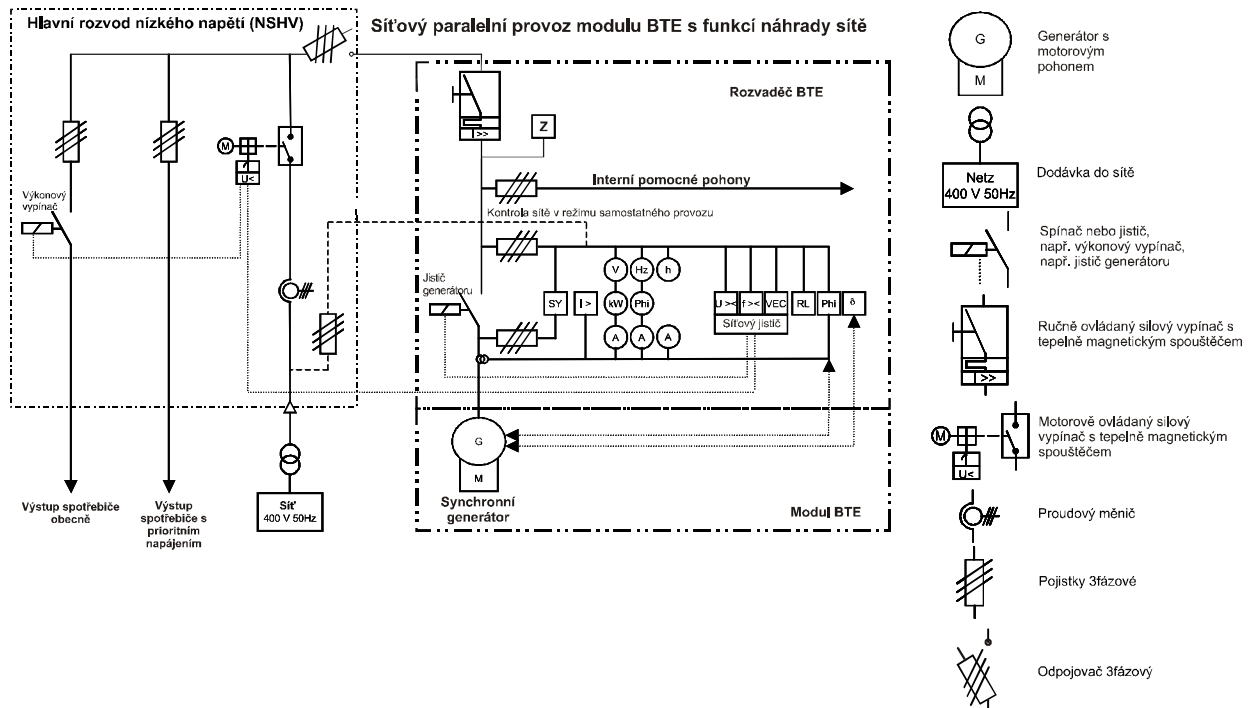 Hlavní rozvod nízkého napětí (NSHV)
Síťový paralelní provoz modulu BTE s funkcí náhrady sítě
Rozvaděč BTE
I >>
Z
M
U<
Výkonový
vypínač
Interní pomocné pohony
Kontrola sítě v režimu samostatného provozu
Jistič
generátoru
V
Hz
h
SY
I >
kW
Phi
U ><
f ><
VEC
RL
Phi
δ
Síťový jistič
A
A
A
G
M
Synchronní
generátor
Modul BTE
Výstup spotřebiče
obecně
Výstup
spotřebiče s
prioritním
napájením
Síť
400 V 50Hz
G
M
Generátor s
motorovým
pohonem
Netz
400 V 50Hz
Dodávka do sítě
Spínač nebo jistič,
např. výkonový vypínač,
např. jistič generátoru
I >>
Ručně ovládaný silový vypínač s
tepelně magnetickým spouštěčem
M
U<
Motorově ovládaný silový
vypínač s tepelně magnetickým
spouštěčem
Proudový měnič
Pojistky 3fázové
Odpojovač 3fázový